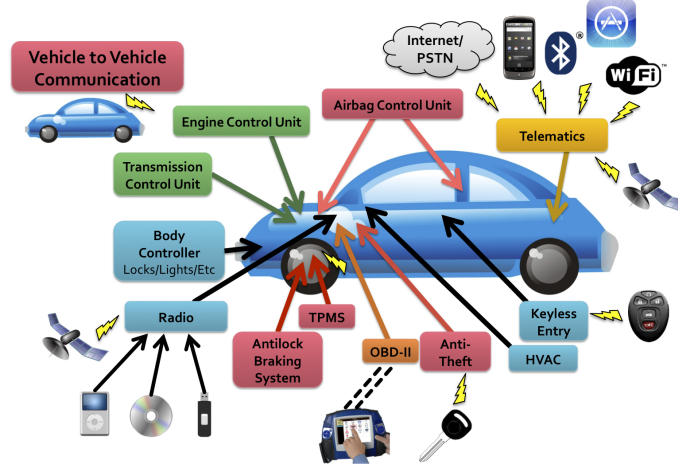 Vehicle to Vehicle
Communication
Internet/
PSTN
®
WiFi™
Engine Control Unit
Airbag Control Unit
Telematics
Transmission
Control Unit
Body
Controller
Locks/Lights/Etc
Radio
TPMS
Antilock
Braking
System
OBD-II
Anti-
Theft
Keyless
Entry
HVAC